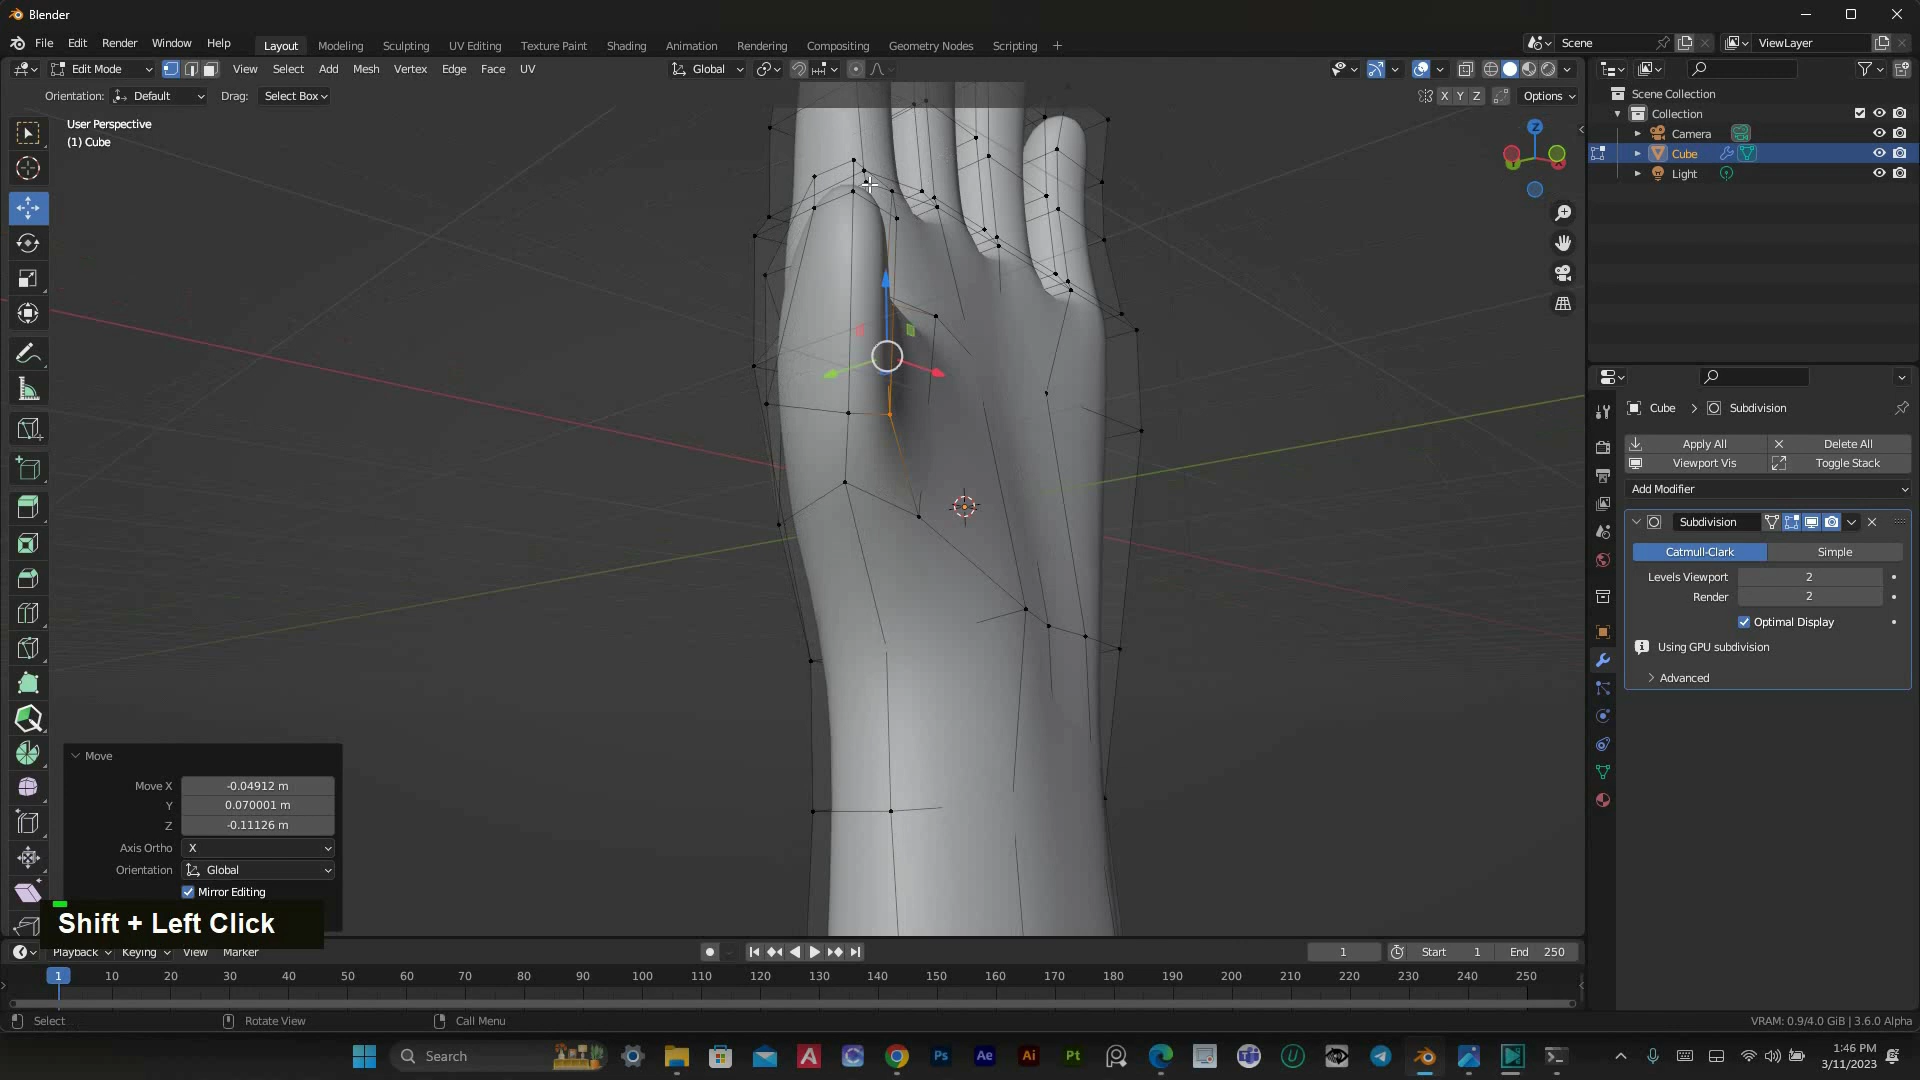 Blender
File Edit Render Window Help Layout Modeling Sculpting UV Editing Texture Paint Shading Animation Rendering Compositing Geometry Nodes Scripting + Scene ViewLayer
Edit Mode View Select Add Mesh Vertex Edge Face UV Global
Orientation: Default Drag: Select Box X Y Z Options
User Perspective
(1) Cube
Z
Scene Collection
Collection
Camera
Cube
Light
Cube > Subdivision
Apply All Delete All
Viewport Vis Toggle Stack
Add Modifier
Subdivision
Catmull-Clark Simple
Levels Viewport 2
Render 2
Optimal Display
Using GPU subdivision
Advanced
Move
Move X -0.04912 m
Y 0.070001 m
Z -0.11126 m
Axis Ortho X
Orientation Global
Mirror Editing
Shift + Left Click
Playback Keying View Marker 1 Start 1 End 250
1 10 20 30 40 50 60 70 80 90 100 110 120 130 140 150 160 170 180 190 200 210 220 230 240 250
Select Rotate View Call Menu VRAM: 0.9/4.0 GiB | 3.6.0 Alpha
Search Ps Ae Ai Pt 1:46 PM
3/11/2023